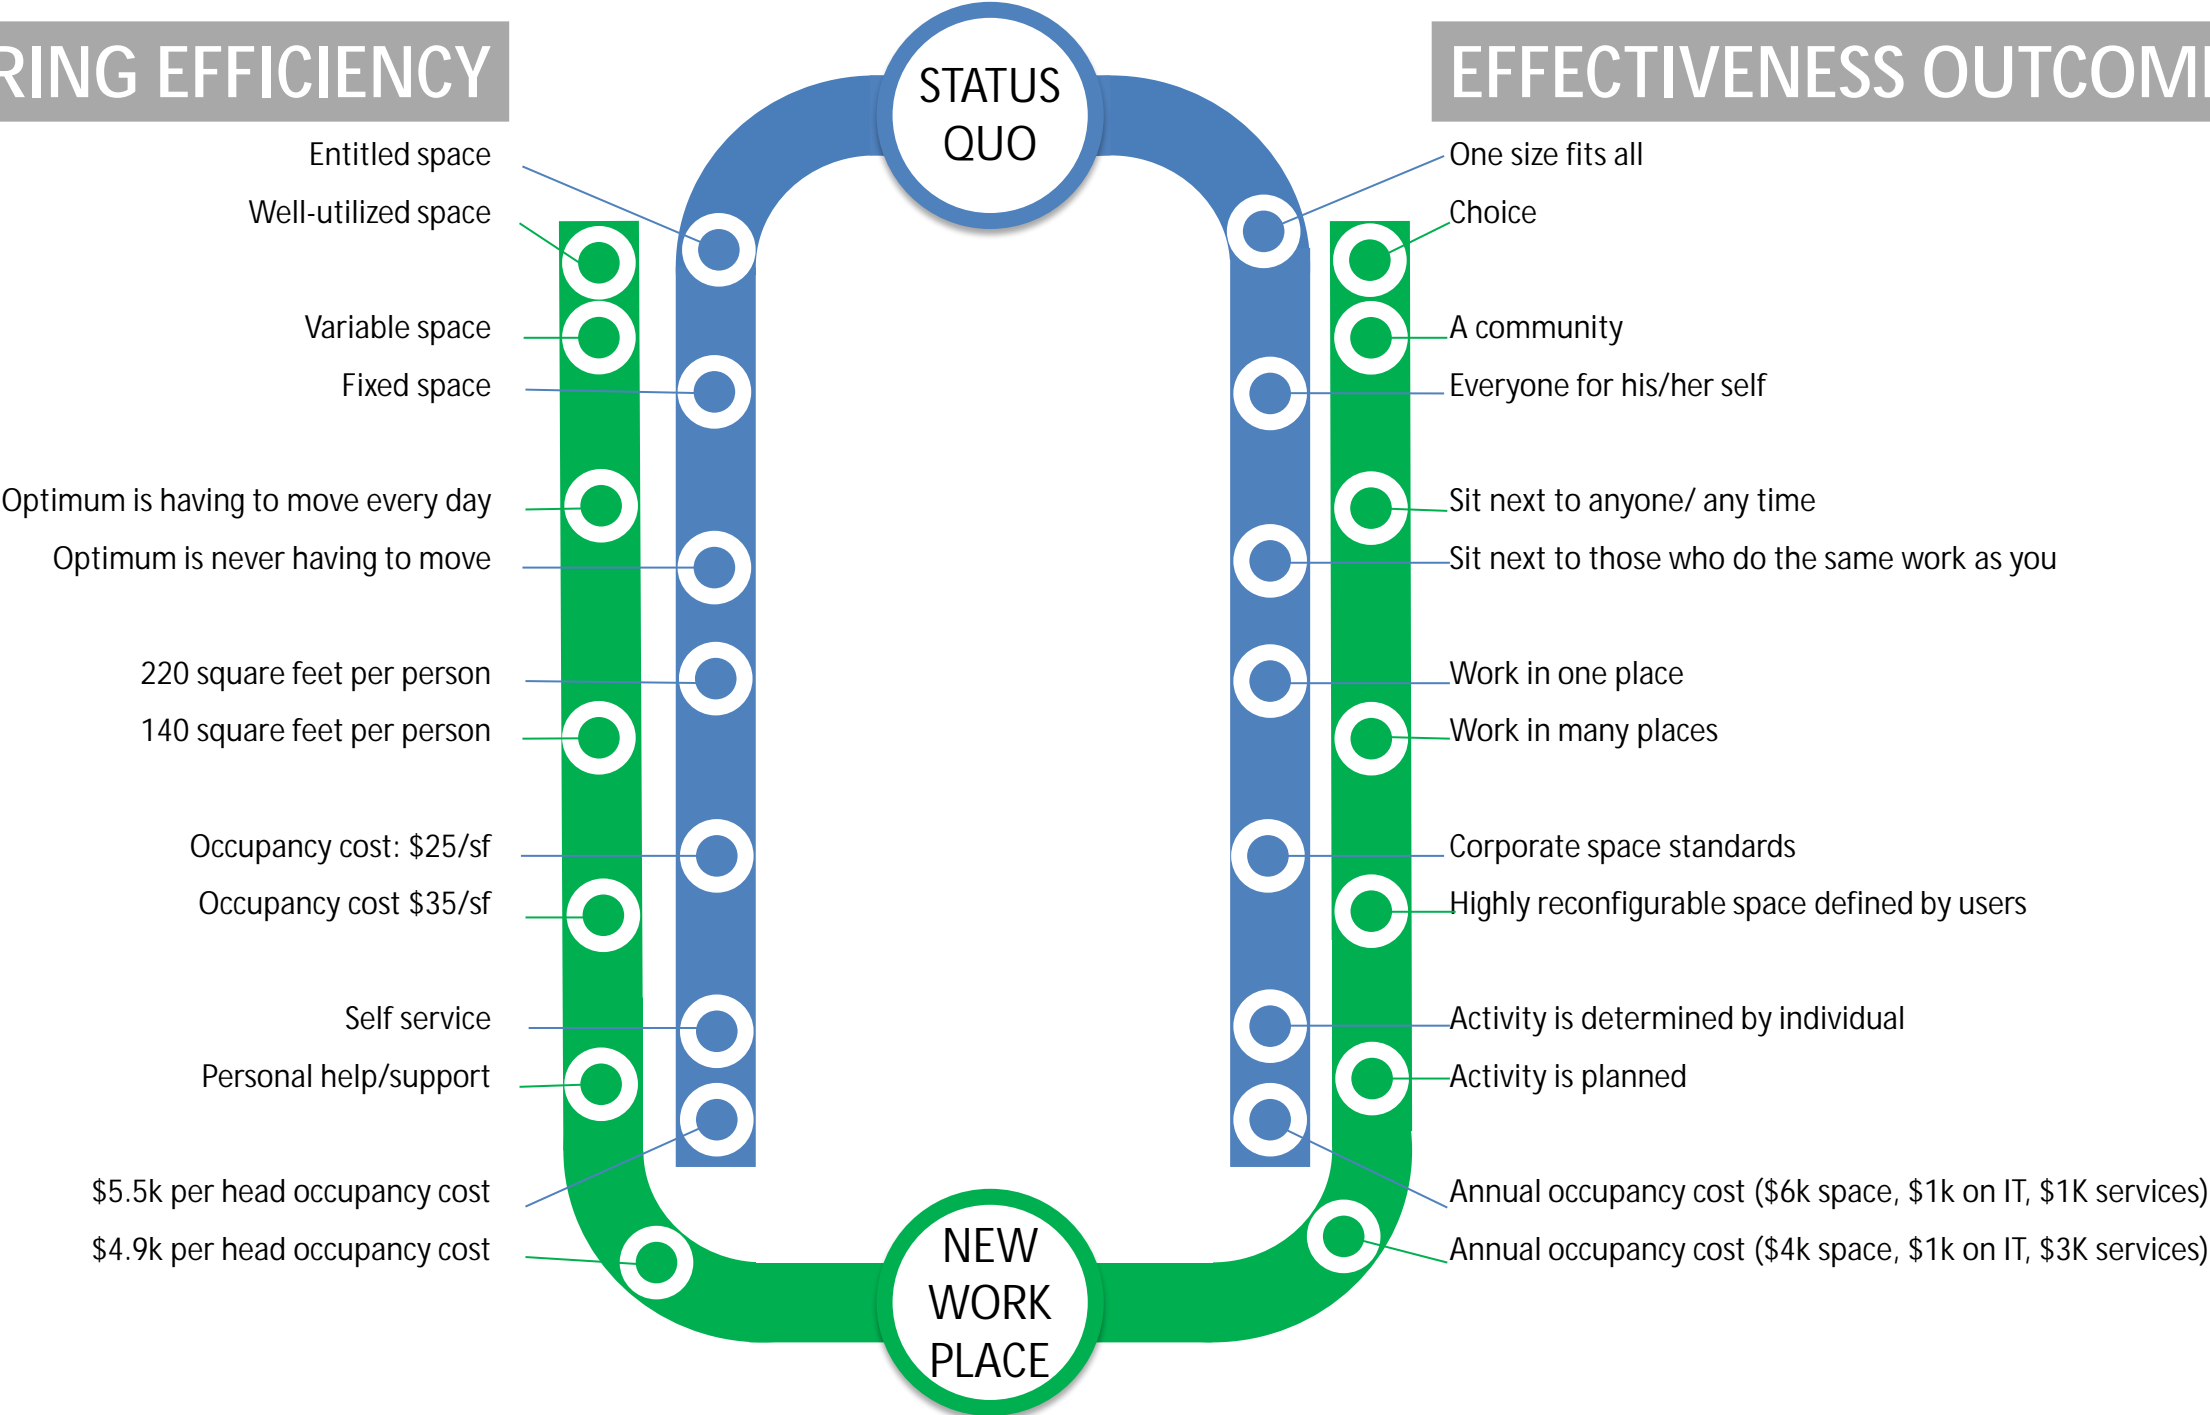 RING EFFICIENCY
Entitled space
Well-utilized space
Variable space
Fixed space
Optimum is having to move every day
Optimum is never having to move
220 square feet per person
140 square feet per person
Occupancy cost: $25/sf
Occupancy cost $35/sf
Self service
Personal help/support
$5.5k per head occupancy cost
$4.9k per head occupancy cost
STATUS
QUO
NEW
WORK
PLACE
EFFECTIVENESS OUTCOM
One size fits all
Choice
A community
Everyone for his/her self
Sit next to anyone/ any time
Sit next to those who do the same work as you
Work in one place
Work in many places
Corporate space standards
Highly reconfigurable space defined by users
Activity is determined by individual
Activity is planned
Annual occupancy cost ($6k space, $1k on IT, $1K services)
Annual occupancy cost ($4k space, $1k on IT, $3K services)